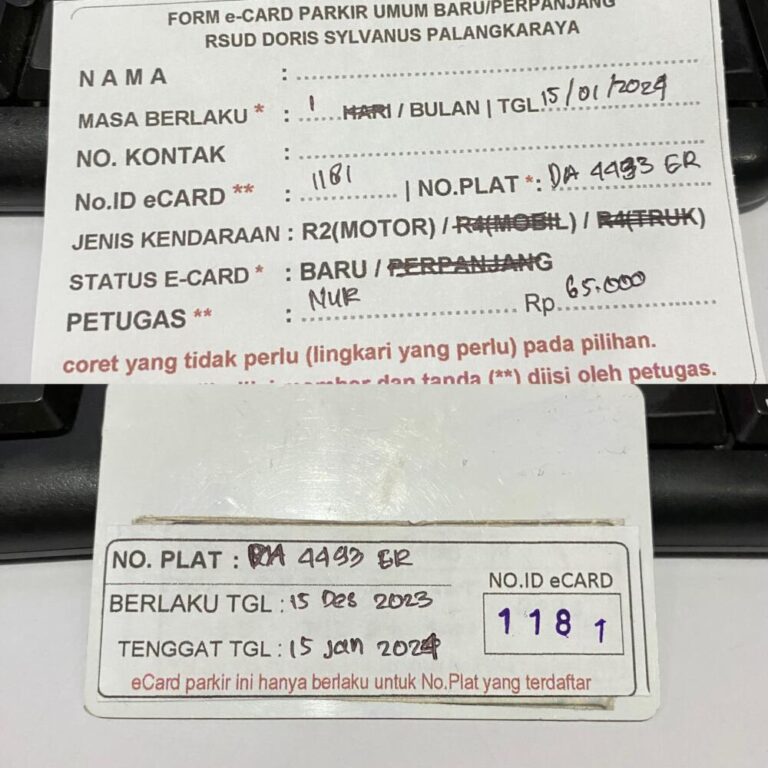 FORM e-CARD PARKIR UMUM BARU/PERPANJANG
RSUD DORIS SYLVANUS PALANGKARAYA
NAMA :
MASA BERLAKU * : 1 HARI / BULAN | TGL 15/01/2024
NO. KONTAK :
No.ID eCARD ** : 1181 | NO.PLAT *: DA 4493 ER
JENIS KENDARAAN : R2(MOTOR) / R4(MOBIL) / R4(TRUK)
STATUS E-CARD * : BARU / PERPANJANG
PETUGAS ** : NUR Rp. 65.000
coret yang tidak perlu (lingkari yang perlu) pada pilihan.
dan tanda (**) diisi oleh petugas.
NO. PLAT : DA 4493 ER
BERLAKU TGL : 15 Des 2023
TENGGAT TGL : 15 Jan 2024
NO.ID eCARD
1181
eCard parkir ini hanya berlaku untuk No.Plat yang terdaftar